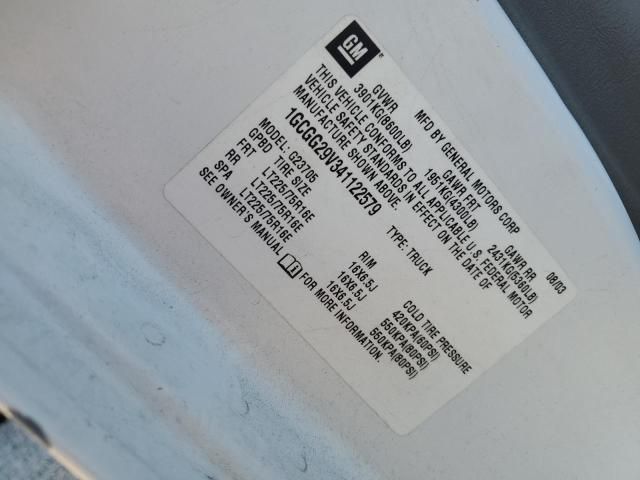 GM
MFD BY GENERAL MOTORS CORP 08/03
GVWR GAWR FRT GAWR RR
3901KG(8600LB) 1951KG(4300LB) 2431KG(5360LB)
THIS VEHICLE CONFORMS TO ALL APPLICABLE U.S. FEDERAL MOTOR
VEHICLE SAFETY STANDARDS IN EFFECT ON THE DATE OF
MANUFACTURE SHOWN ABOVE.
1GCGG29V341122579 TYPE: TRUCK
MODEL: G23705
GPBD TIRE SIZE RIM COLD TIRE PRESSURE
FRT LT225/75R16E 16X6.5J 420KPA(60PSI)
RR LT225/75R16E 16X6.5J 550KPA(80PSI)
SPA LT225/75R16E 16X6.5J 550KPA(80PSI)
SEE OWNER'S MANUAL FOR MORE INFORMATION.